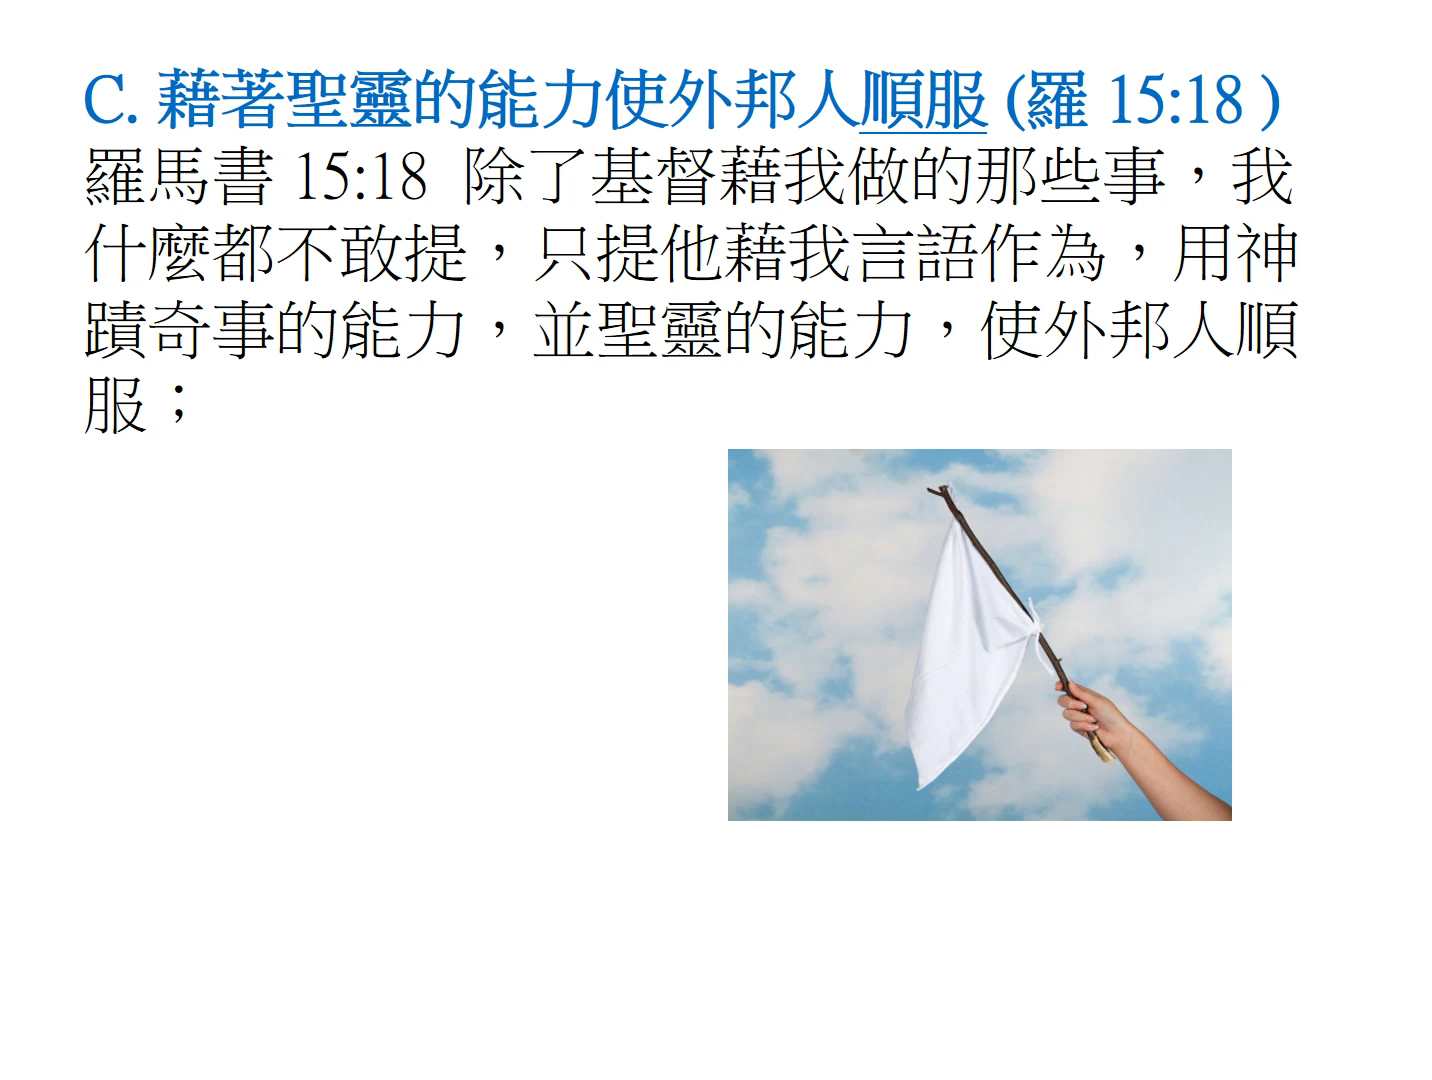 C. 藉著聖靈的能力使外邦人順服 (羅 15:18 )
羅馬書 15:18  除了基督藉我做的那些事，我
什麼都不敢提，只提他藉我言語作為，用神
蹟奇事的能力，並聖靈的能力，使外邦人順
服；